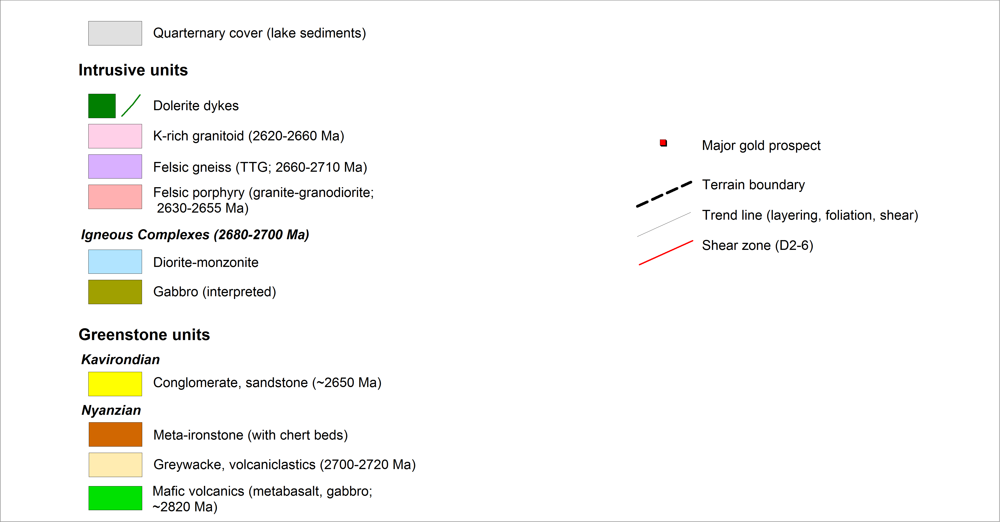 Quarternary cover (lake sediments)
Intrusive units
Dolerite dykes
K-rich granitoid (2620-2660 Ma)
Felsic gneiss (TTG; 2660-2710 Ma)
Felsic porphyry (granite-granodiorite;
2630-2655 Ma)
Igneous Complexes (2680-2700 Ma)
Diorite-monzonite
Gabbro (interpreted)
Greenstone units
Kavirondian
Conglomerate, sandstone (~2650 Ma)
Nyanzian
Meta-ironstone (with chert beds)
Greywacke, volcaniclastics (2700-2720 Ma)
Mafic volcanics (metabasalt, gabbro;
~2820 Ma)
Major gold prospect
Terrain boundary
Trend line (layering, foliation, shear)
Shear zone (D2-6)